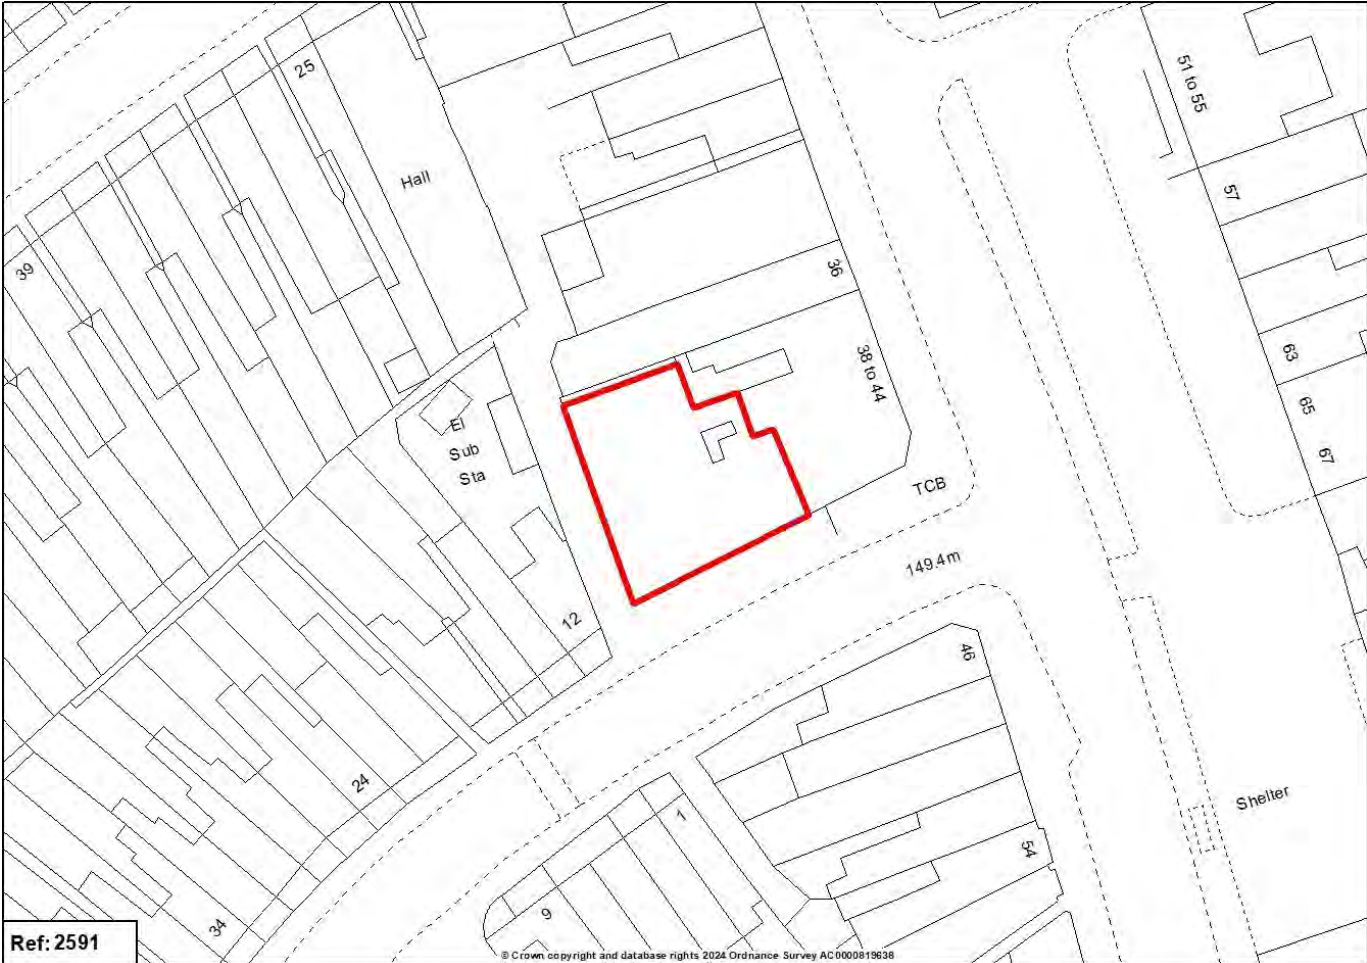 25
51 to 55
Hall
57
39
36
63
38 to 44
65
El
Sub
Sta
67
TCB
149.4m
12
46
24
Shelter
1
54
9
34
Ref: 2591
© Crown copyright and database rights 2024 Ordnance Survey AC0000819638